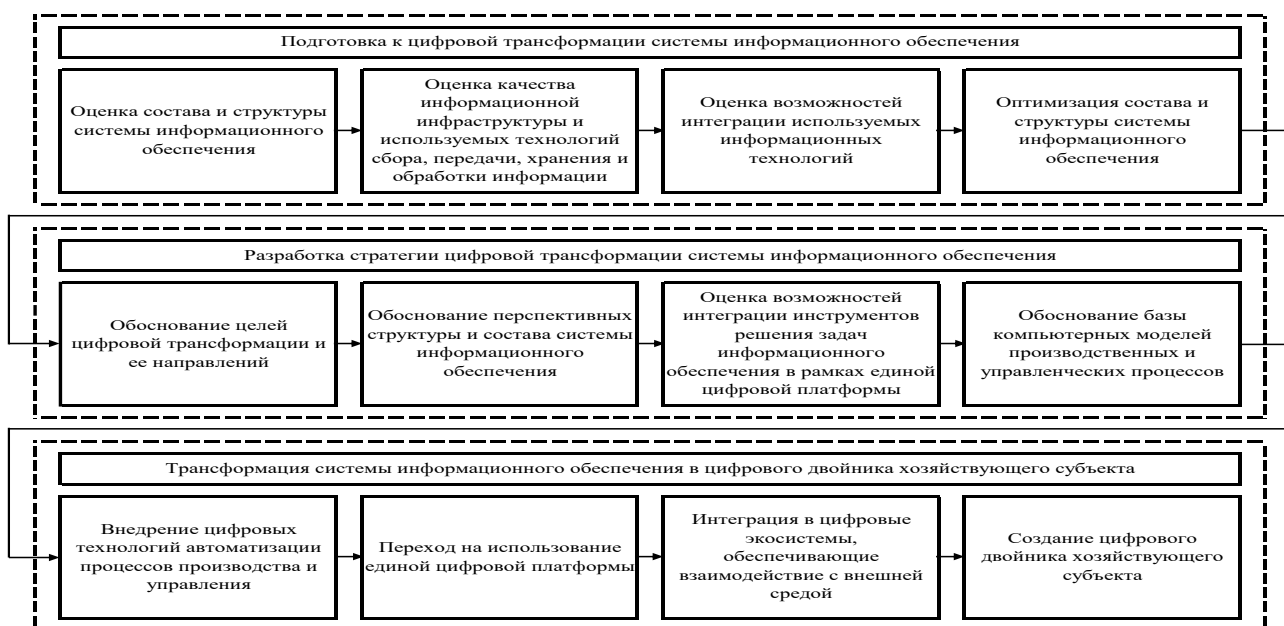 Подготовка к цифровой трансформации системы информационного обеспечения
Оценка состава и структуры
системы информационного
обеспечения
Оценка качества
информационной
инфраструктуры и
используемых технологий
сбора, передачи, хранения и
обработки информации
Оценка возможностей
интеграции используемых
информационных
технологий
Оптимизация состава и
структуры системы
информационного
обеспечения
Разработка стратегии цифровой трансформации системы информационного обеспечения
Обоснование целей
цифровой трансформации и
ее направлений
Обоснование перспективных
структуры и состава системы
информационного
обеспечения
Оценка возможностей
интеграции инструментов
решения задач
информационного
обеспечения в рамках единой
цифровой платформы
Обоснование базы
компьютерных моделей
производственных и
управленческих процессов
Трансформация системы информационного обеспечения в цифрового двойника хозяйствующего субъекта
Внедрение цифровых
технологий автоматизации
процессов производства и
управления
Переход на использование
единой цифровой платформы
Интеграция в цифровые
экосистемы,
обеспечивающие
взаимодействие с внешней
средой
Создание цифрового
двойника хозяйствующего
субъекта